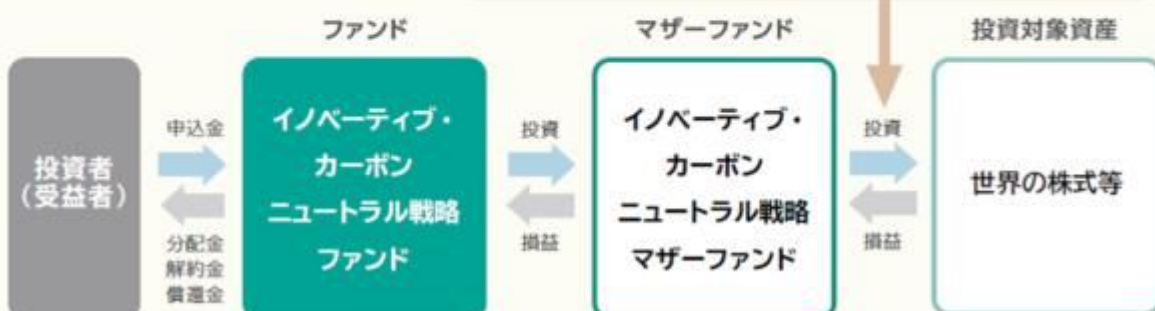 ファンド
マザーファンド
投資対象資産
投資者
（受益者）
申込金
分配金
解約金
償還金
イノベーティブ・
カーボン
ニュートラル戦略
ファンド
投資
損益
イノベーティブ・
カーボン
ニュートラル戦略
マザーファンド
投資
損益
世界の株式等